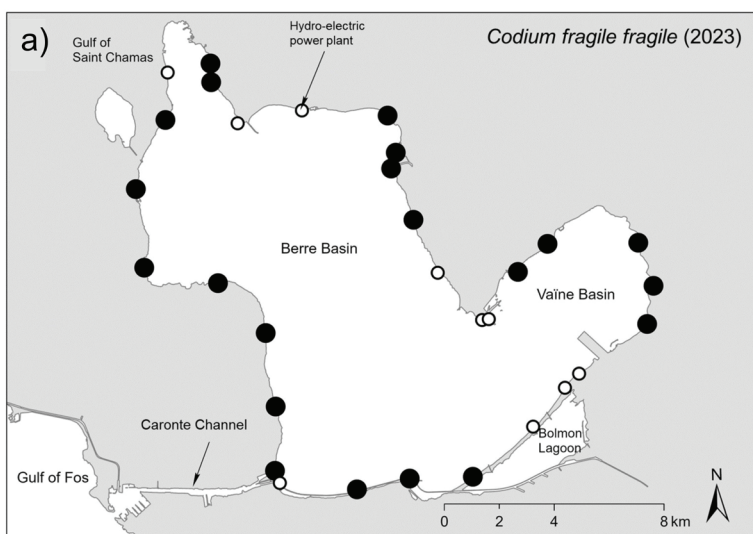 a)
Codium fragile fragile (2023)
Hydro-electric
power plant
Gulf of
Saint Chamas
Berre Basin
Vaïne Basin
Caronte Channel
Bolmon
Lagoon
Gulf of Fos
N
0 2 4 8 km